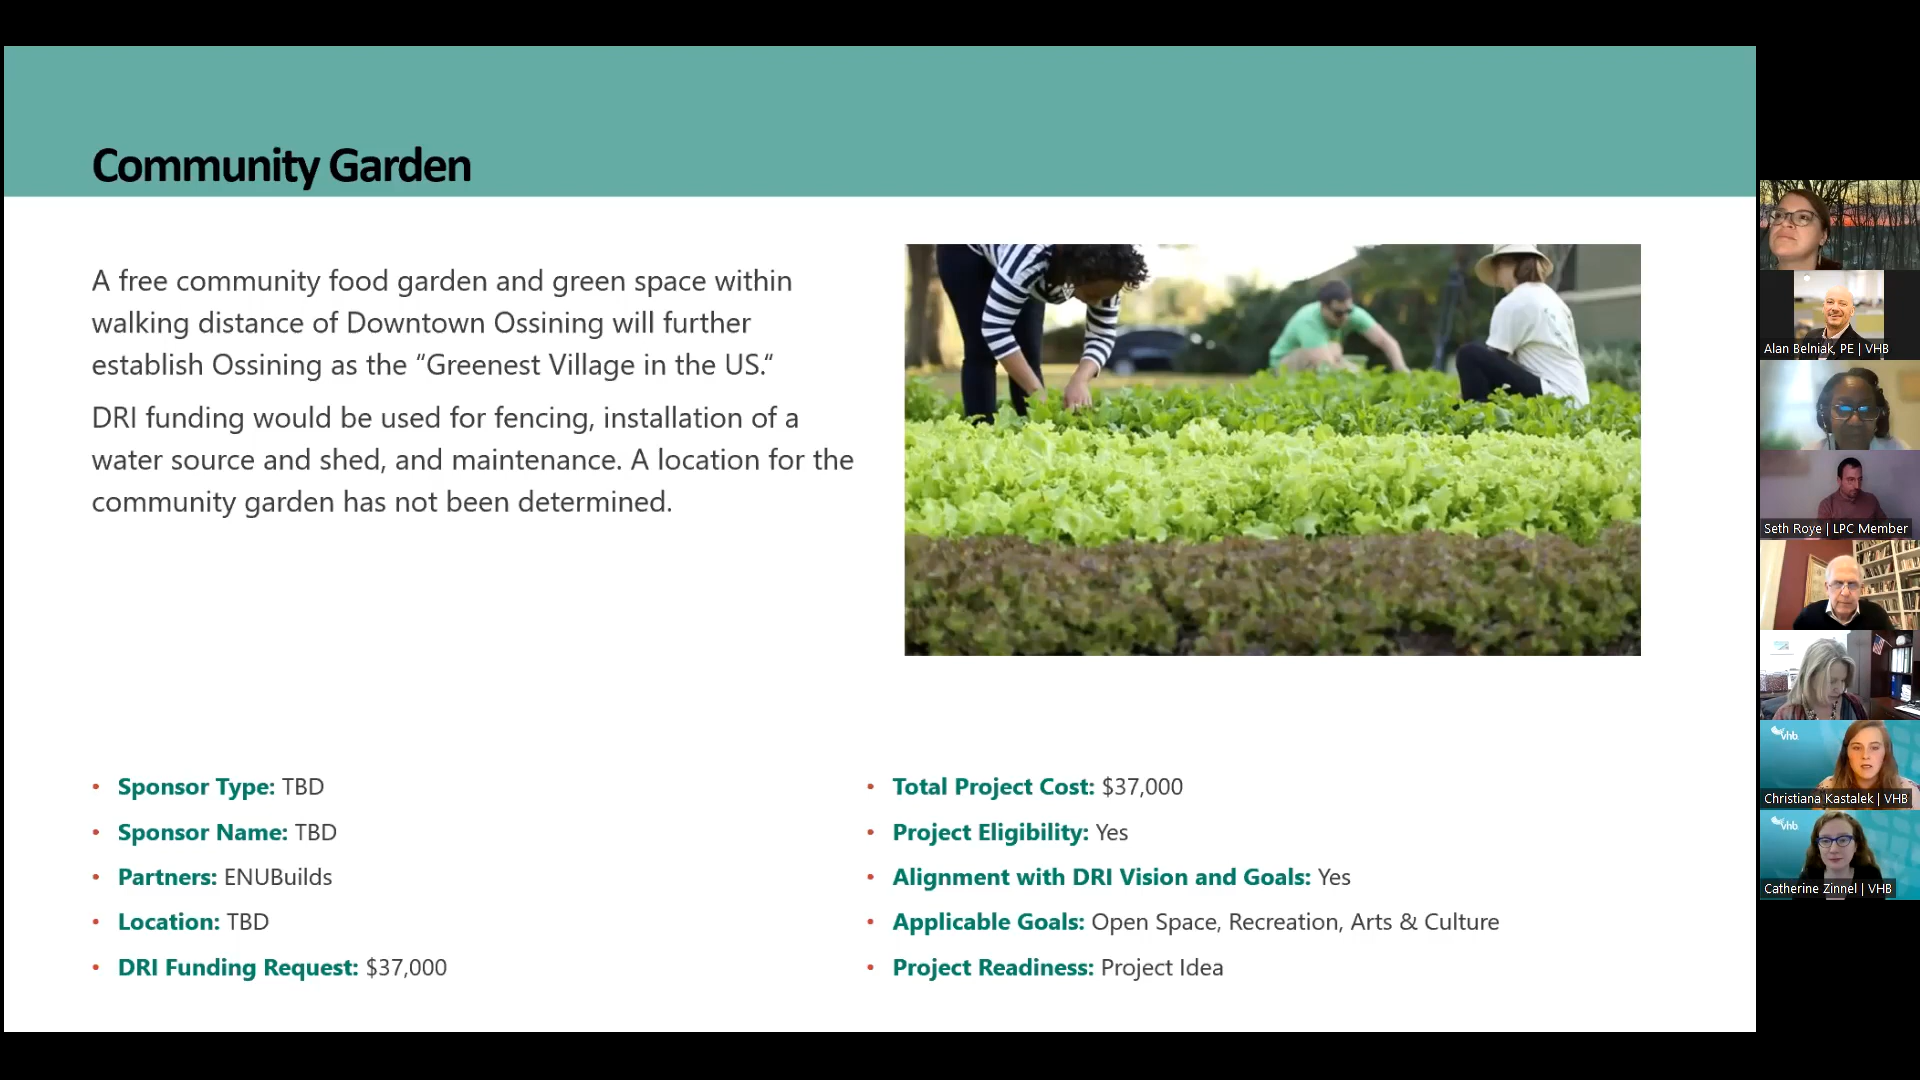 Community Garden
A free community food garden and green space within
walking distance of Downtown Ossining will further
establish Ossining as the “Greenest Village in the US.“
DRI funding would be used for fencing, installation of a
water source and shed, and maintenance. A location for the
community garden has not been determined.
• Sponsor Type: TBD
• Sponsor Name: TBD
• Partners: ENUBuilds
• Location: TBD
• DRI Funding Request: $37,000
• Total Project Cost: $37,000
• Project Eligibility: Yes
• Alignment with DRI Vision and Goals: Yes
• Applicable Goals: Open Space, Recreation, Arts & Culture
• Project Readiness: Project Idea
Alan Belniak, PE | VHB
Seth Roye | LPC Member
vhb
Christiana Kastalek | VHB
vhb
Catherine Zinnel | VHB